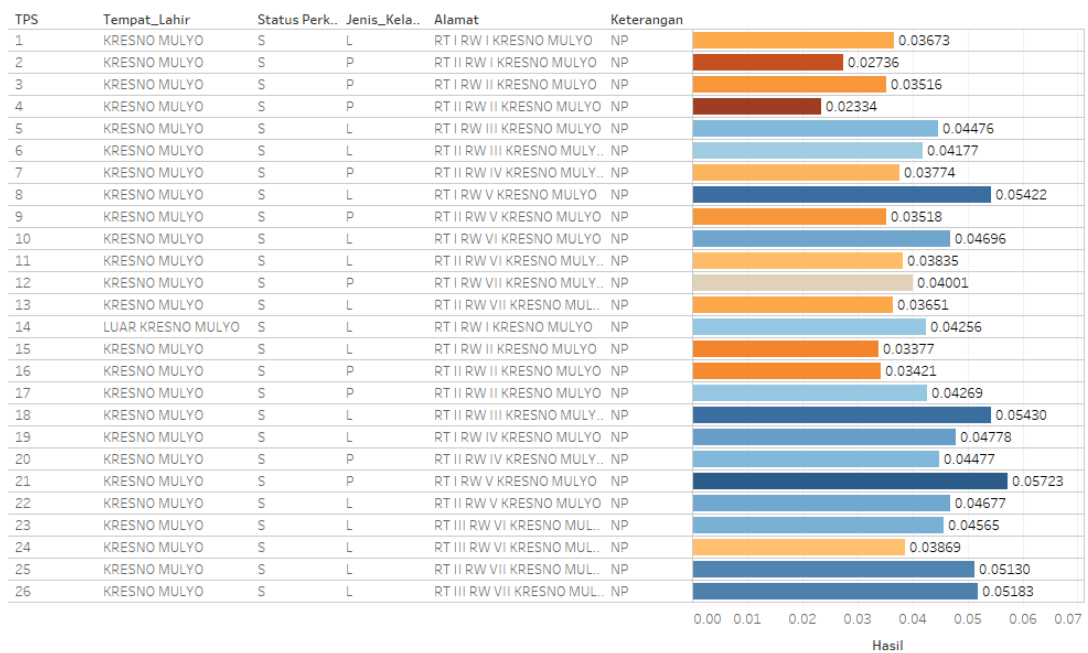 TPS Tempat_Lahir Status Perk.. Jenis_Kela.. Alamat Keterangan
1 KRESNO MULYO S L RT I RW I KRESNO MULYO NP 0.03673
2 KRESNO MULYO S P RT II RW I KRESNO MULYO NP 0.02736
3 KRESNO MULYO S P RT I RW II KRESNO MULYO NP 0.03516
4 KRESNO MULYO S P RT II RW II KRESNO MULYO NP 0.02334
5 KRESNO MULYO S L RT I RW III KRESNO MULYO NP 0.04476
6 KRESNO MULYO S L RT II RW III KRESNO MULY.. NP 0.04177
7 KRESNO MULYO S P RT II RW IV KRESNO MULY.. NP 0.03774
8 KRESNO MULYO S L RT I RW V KRESNO MULYO NP 0.05422
9 KRESNO MULYO S P RT II RW V KRESNO MULYO NP 0.03518
10 KRESNO MULYO S L RT I RW VI KRESNO MULYO NP 0.04696
11 KRESNO MULYO S L RT II RW VI KRESNO MULY.. NP 0.03835
12 KRESNO MULYO S P RT I RW VII KRESNO MULY.. NP 0.04001
13 KRESNO MULYO S L RT II RW VII KRESNO MUL.. NP 0.03651
14 LUAR KRESNO MULYO S L RT I RW I KRESNO MULYO NP 0.04256
15 KRESNO MULYO S L RT I RW II KRESNO MULYO NP 0.03377
16 KRESNO MULYO S P RT II RW II KRESNO MULYO NP 0.03421
17 KRESNO MULYO S P RT II RW II KRESNO MULYO NP 0.04269
18 KRESNO MULYO S L RT II RW III KRESNO MULY.. NP 0.05430
19 KRESNO MULYO S L RT I RW IV KRESNO MULYO NP 0.04778
20 KRESNO MULYO S P RT II RW IV KRESNO MULY.. NP 0.04477
21 KRESNO MULYO S P RT I RW V KRESNO MULYO NP 0.05723
22 KRESNO MULYO S L RT II RW V KRESNO MULYO NP 0.04677
23 KRESNO MULYO S L RT III RW VI KRESNO MUL.. NP 0.04565
24 KRESNO MULYO S L RT III RW VI KRESNO MUL.. NP 0.03869
25 KRESNO MULYO S L RT II RW VII KRESNO MUL.. NP 0.05130
26 KRESNO MULYO S L RT III RW VII KRESNO MUL.. NP 0.05183
0.00 0.01 0.02 0.03 0.04 0.05 0.06 0.07
Hasil